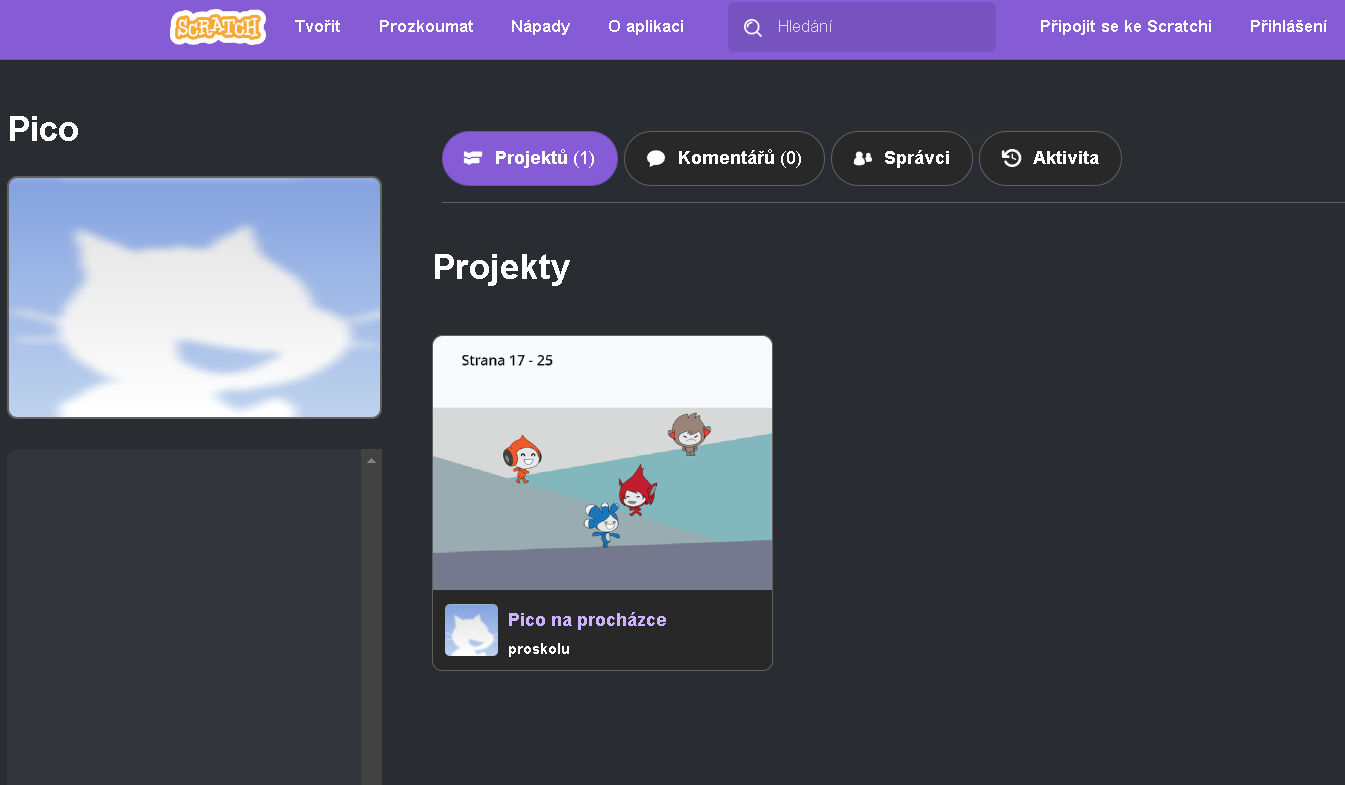 SCRATCH Tvořit Prozkoumat Nápady O aplikaci Hledání Připojit se ke Scratchi Přihlášení
Pico
Projektů (1) Komentářů (0) Správci Aktivita
Projekty
Strana 17 - 25
Pico na procházce
proskolu